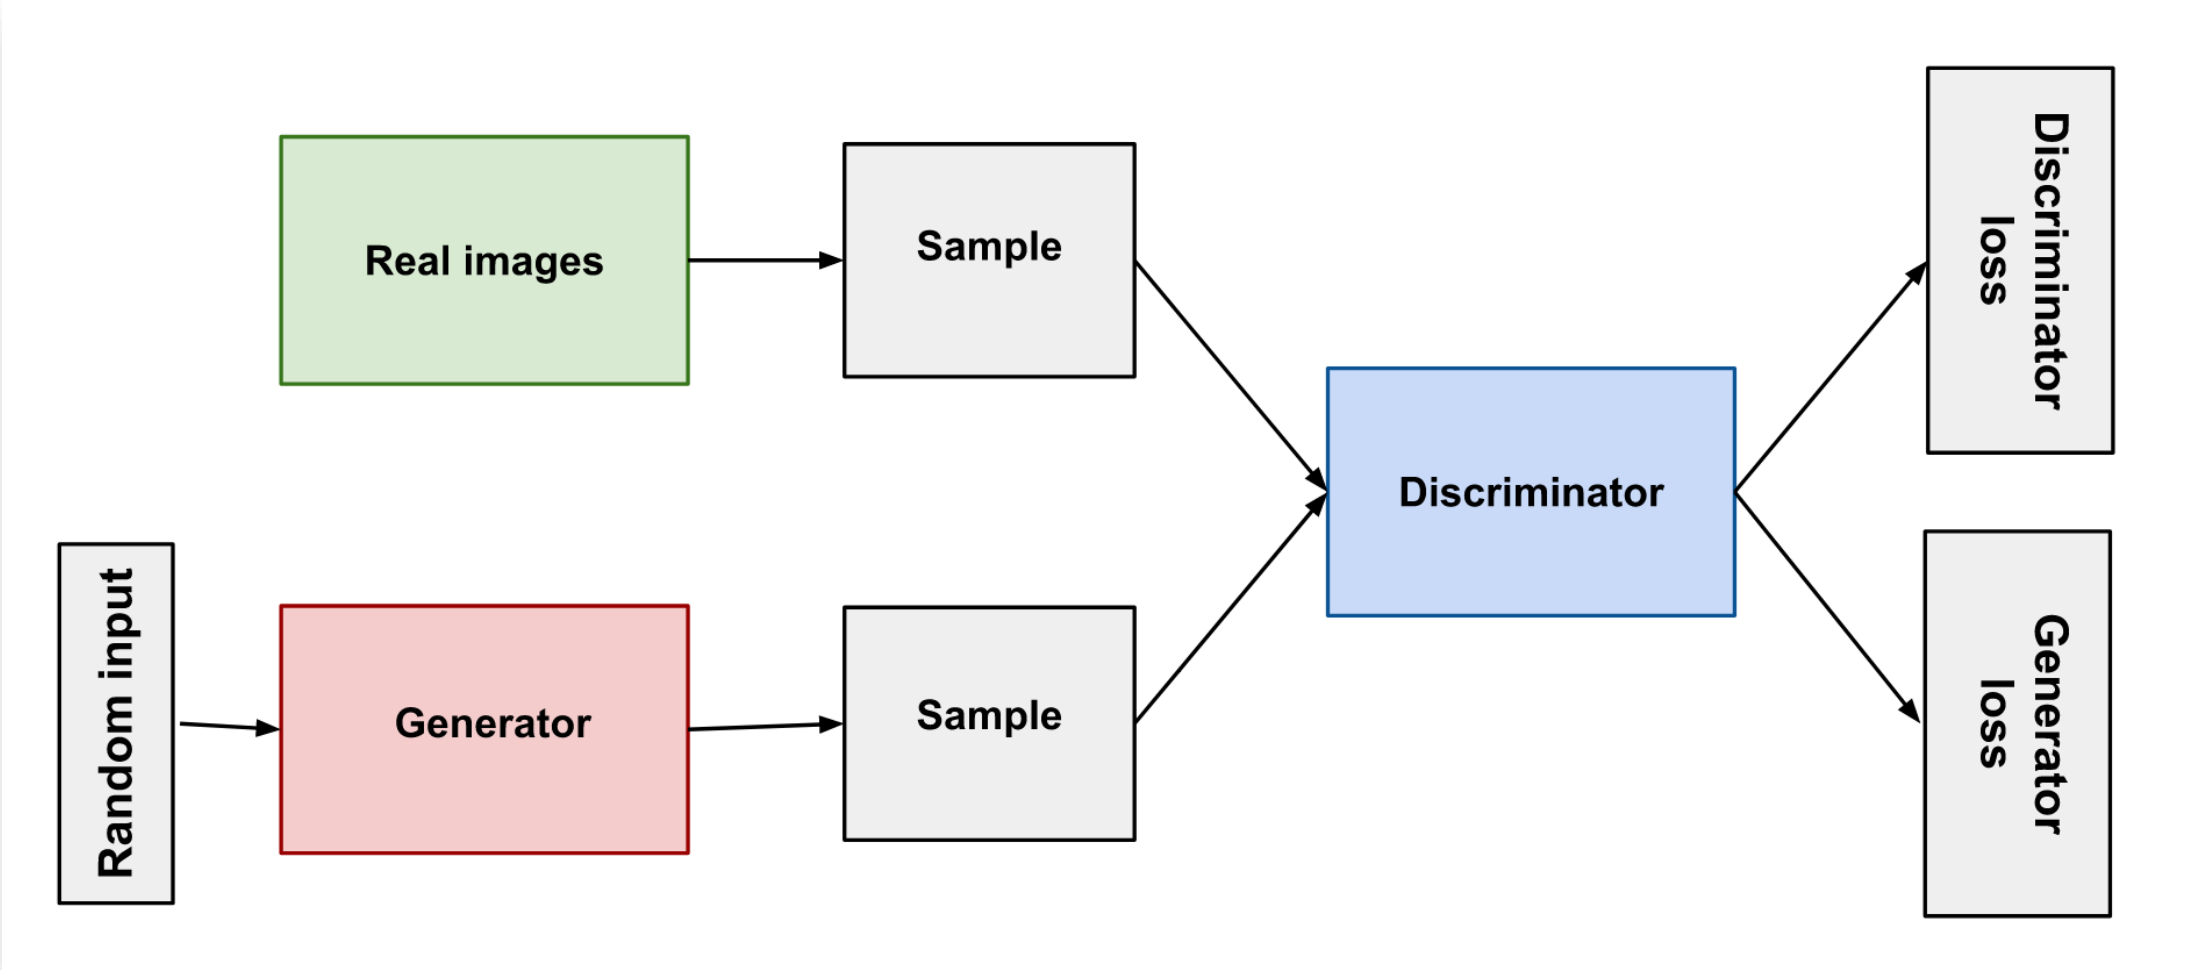 Real images
Sample
Discriminator
loss
Discriminator
Random input
Generator
Sample
Generator
loss